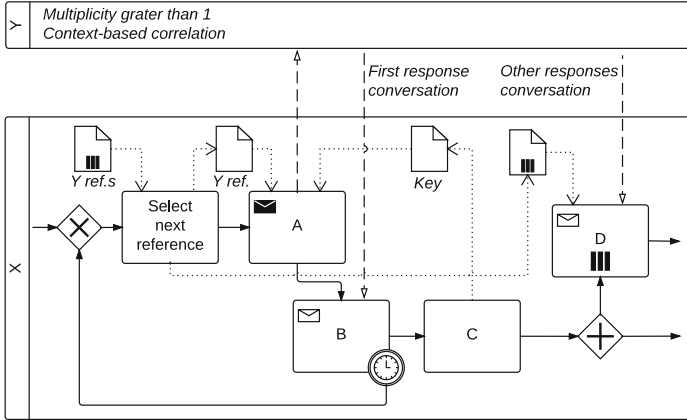 Y
Multiplicity grater than 1
Context-based correlation
First response
conversation
Other responses
conversation
X
Y ref.s
Y ref.
Key
Select
next
reference
A
D
B
C